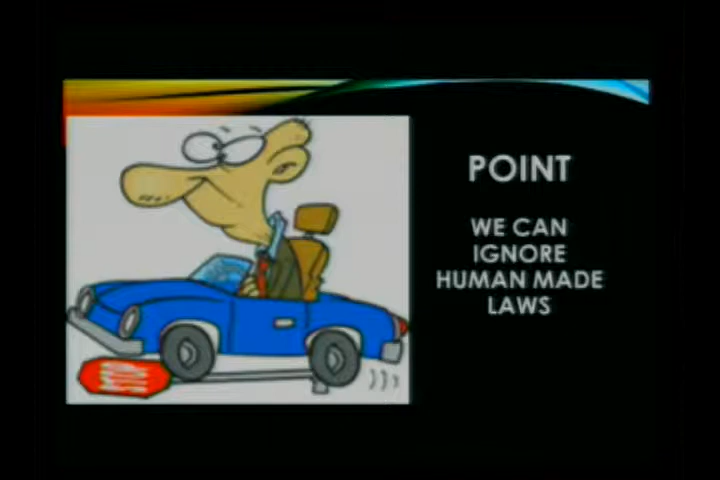 POINT
WE CAN
IGNORE
HUMAN MADE
LAWS